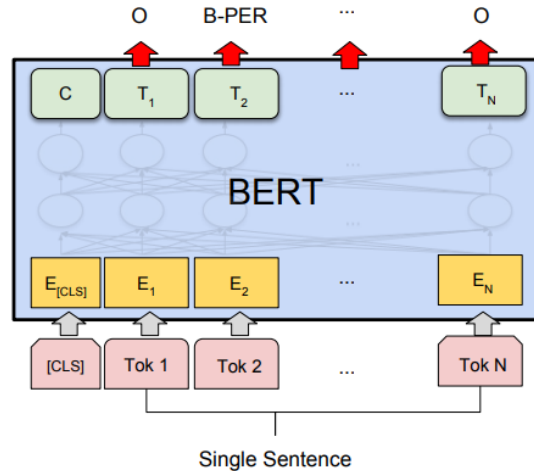 O B-PER ... O
C T1 T2 ... TN
...
BERT
...
E[CLS] E1 E2 ... EN
[CLS] Tok 1 Tok 2 ... Tok N
Single Sentence